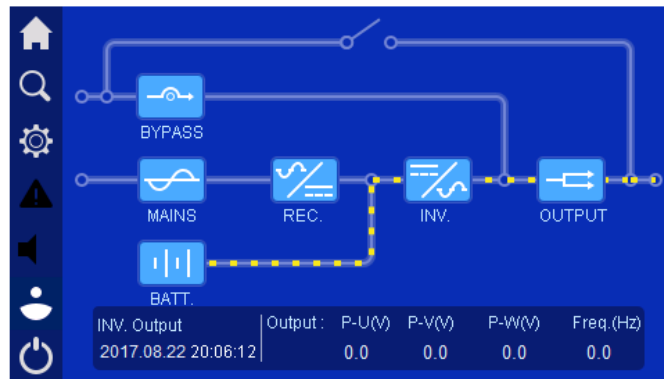 BYPASS
MAINS
REC.
INV.
OUTPUT
BATT.
INV. Output
2017.08.22 20:06:12
Output : P-U(V) P-V(V) P-W(V) Freq.(Hz)
0.0 0.0 0.0 0.0